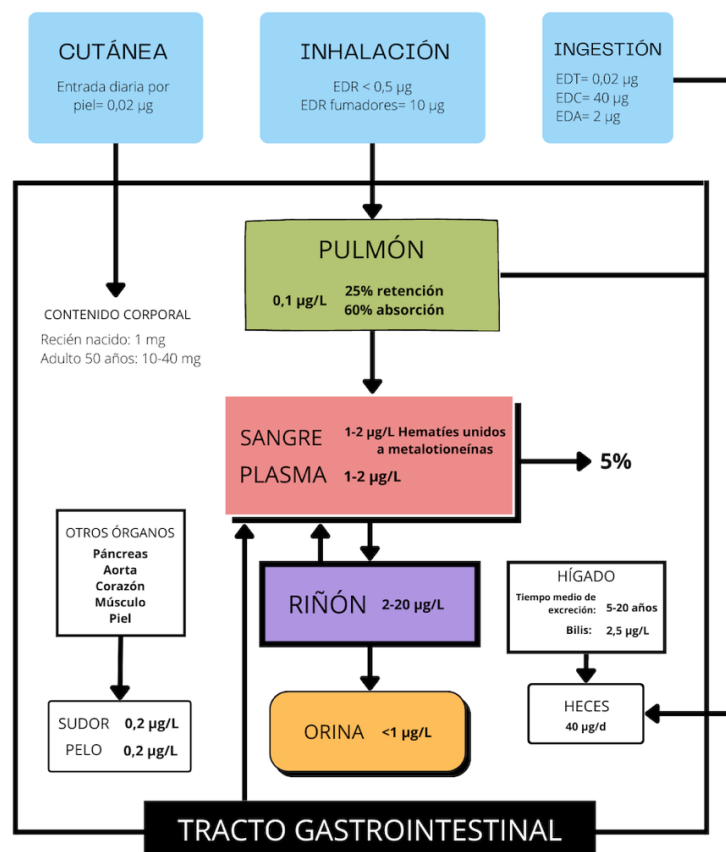 CUTÁNEA
Entrada diaria por
piel= 0,02 µg
INHALACIÓN
EDR < 0,5 µg
EDR fumadores= 10 µg
INGESTIÓN
EDT= 0,02 µg
EDC= 40 µg
EDA= 2 µg
PULMÓN
0,1 µg/L
25% retención
60% absorción
CONTENIDO CORPORAL
Recién nacido: 1 mg
Adulto 50 años: 10-40 mg
SANGRE
1-2 µg/L Hematíes unidos
a metalotioneínas
PLASMA
1-2 µg/L
5%
OTROS ÓRGANOS
Páncreas
Aorta
Corazón
Músculo
Piel
RIÑÓN 2-20 µg/L
HÍGADO
Tiempo medio de
excreción: 5-20 años
Bilis: 2,5 µg/L
SUDOR 0,2 µg/L
PELO 0,2 µg/L
ORINA <1 µg/L
HECES
40 µg/d
TRACTO GASTROINTESTINAL